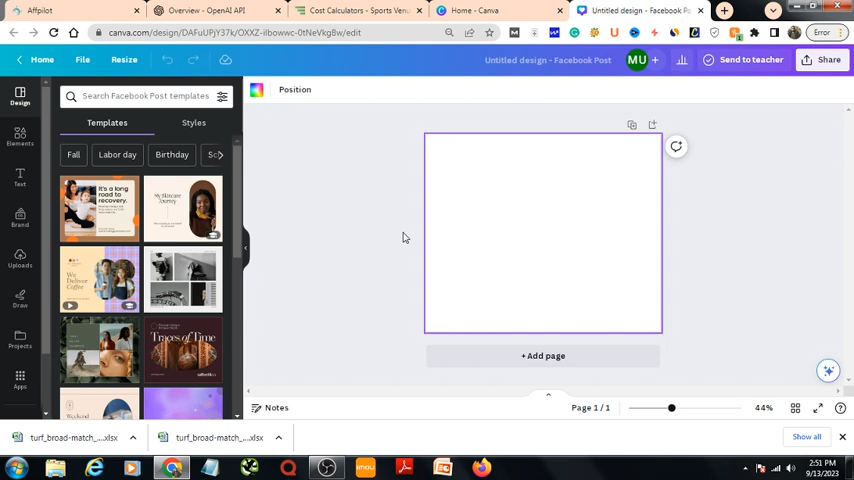 Affpilot
Overview - OpenAI API
Cost Calculators - Sports Venu
Home - Canva
Untitled design - Facebook Po
canva.com/design/DAFuUPjY37k/OXXZ-ilbowwc-0tNeVkgBw/edit
Error
Home
File
Resize
Untitled design - Facebook Post
MU
Send to teacher
Share
Design
Elements
Text
Brand
Uploads
Draw
Projects
Apps
Search Facebook Post templates
Templates
Styles
Fall
Labor day
Birthday
Sc
It's a long
road to
recovery.
My Skincare
Journey
We
Deliver
Coffee
Traces of Time
Weekend
Position
+ Add page
Notes
Page 1 / 1
44%
turf_broad-match_....xlsx
turf_broad-match_....xlsx
Show all
imou
2:51 PM
9/13/2023